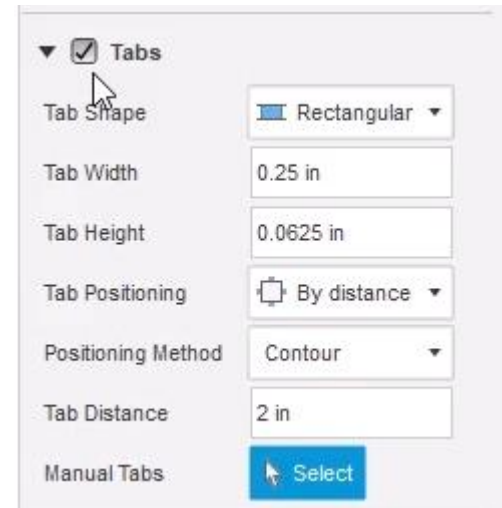 Tabs
Tab Shape Rectangular
Tab Width 0.25 in
Tab Height 0.0625 in
Tab Positioning By distance
Positioning Method Contour
Tab Distance 2 in
Manual Tabs Select